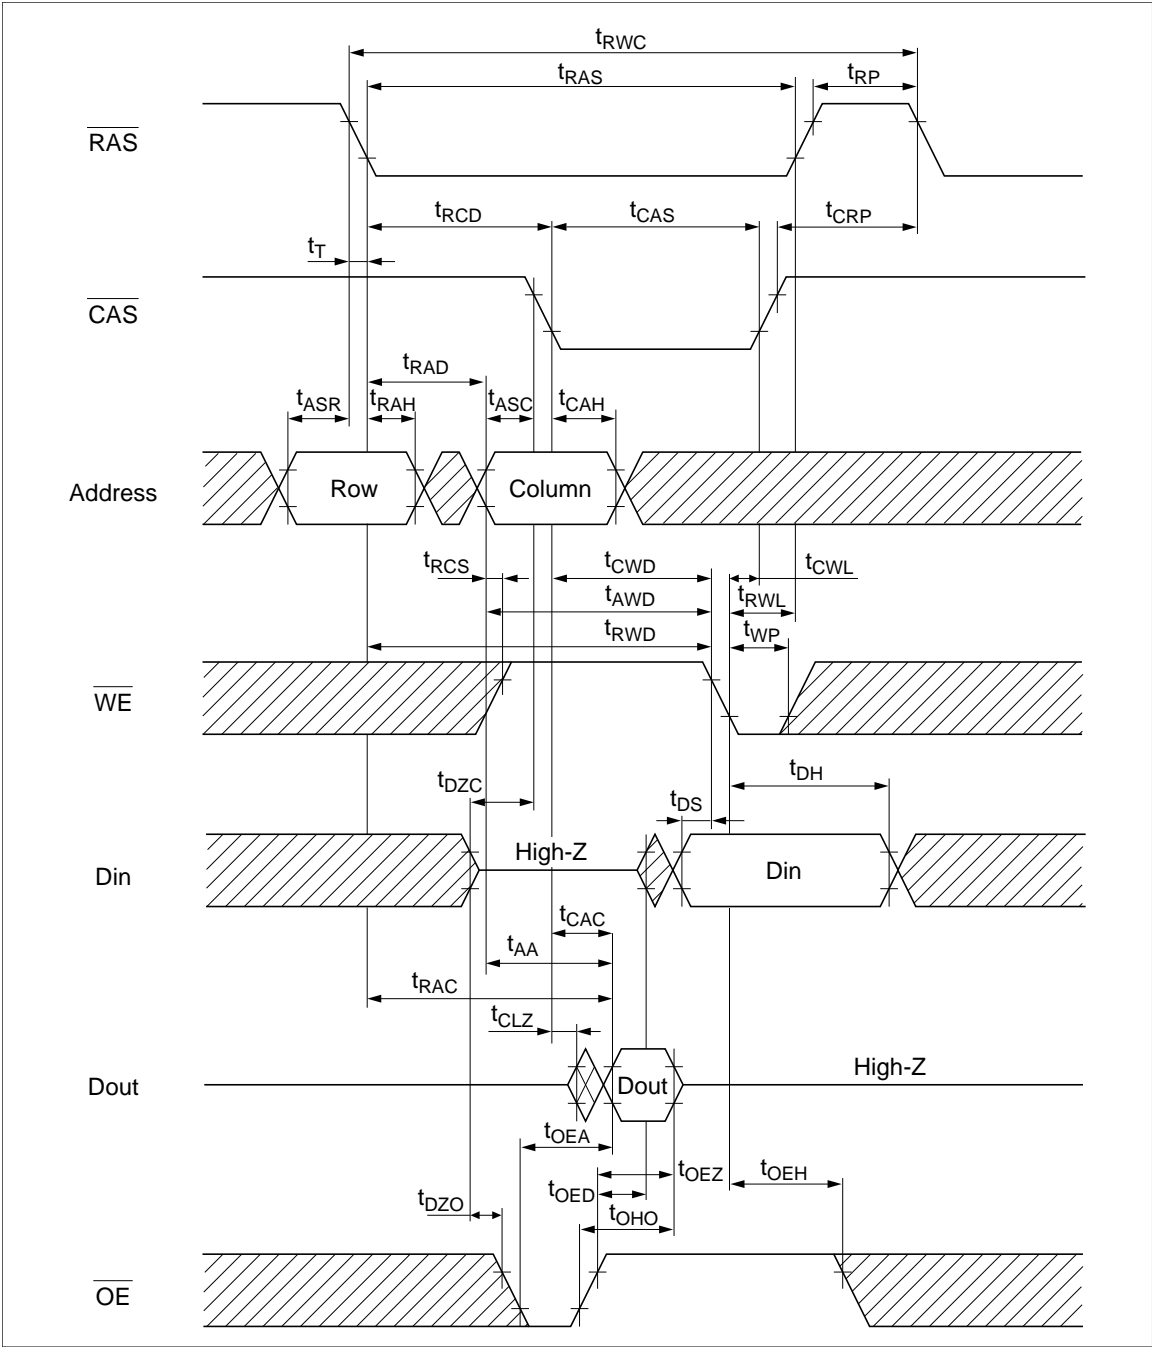 tRWC
tRAS
tRP
RAS
tRCD
tCAS
tCRP
tT
CAS
tRAD
tASR
tRAH
tASC
tCAH
Address
Row
Column
tRCS
tCWD
tCWL
tAWD
tRWL
tRWD
tWP
WE
tDZC
tDH
tDS
Din
High-Z
Din
tCAC
tAA
tRAC
tCLZ
Dout
Dout
High-Z
tOEA
tOEZ
tOEH
tOED
tDZO
tOHO
OE